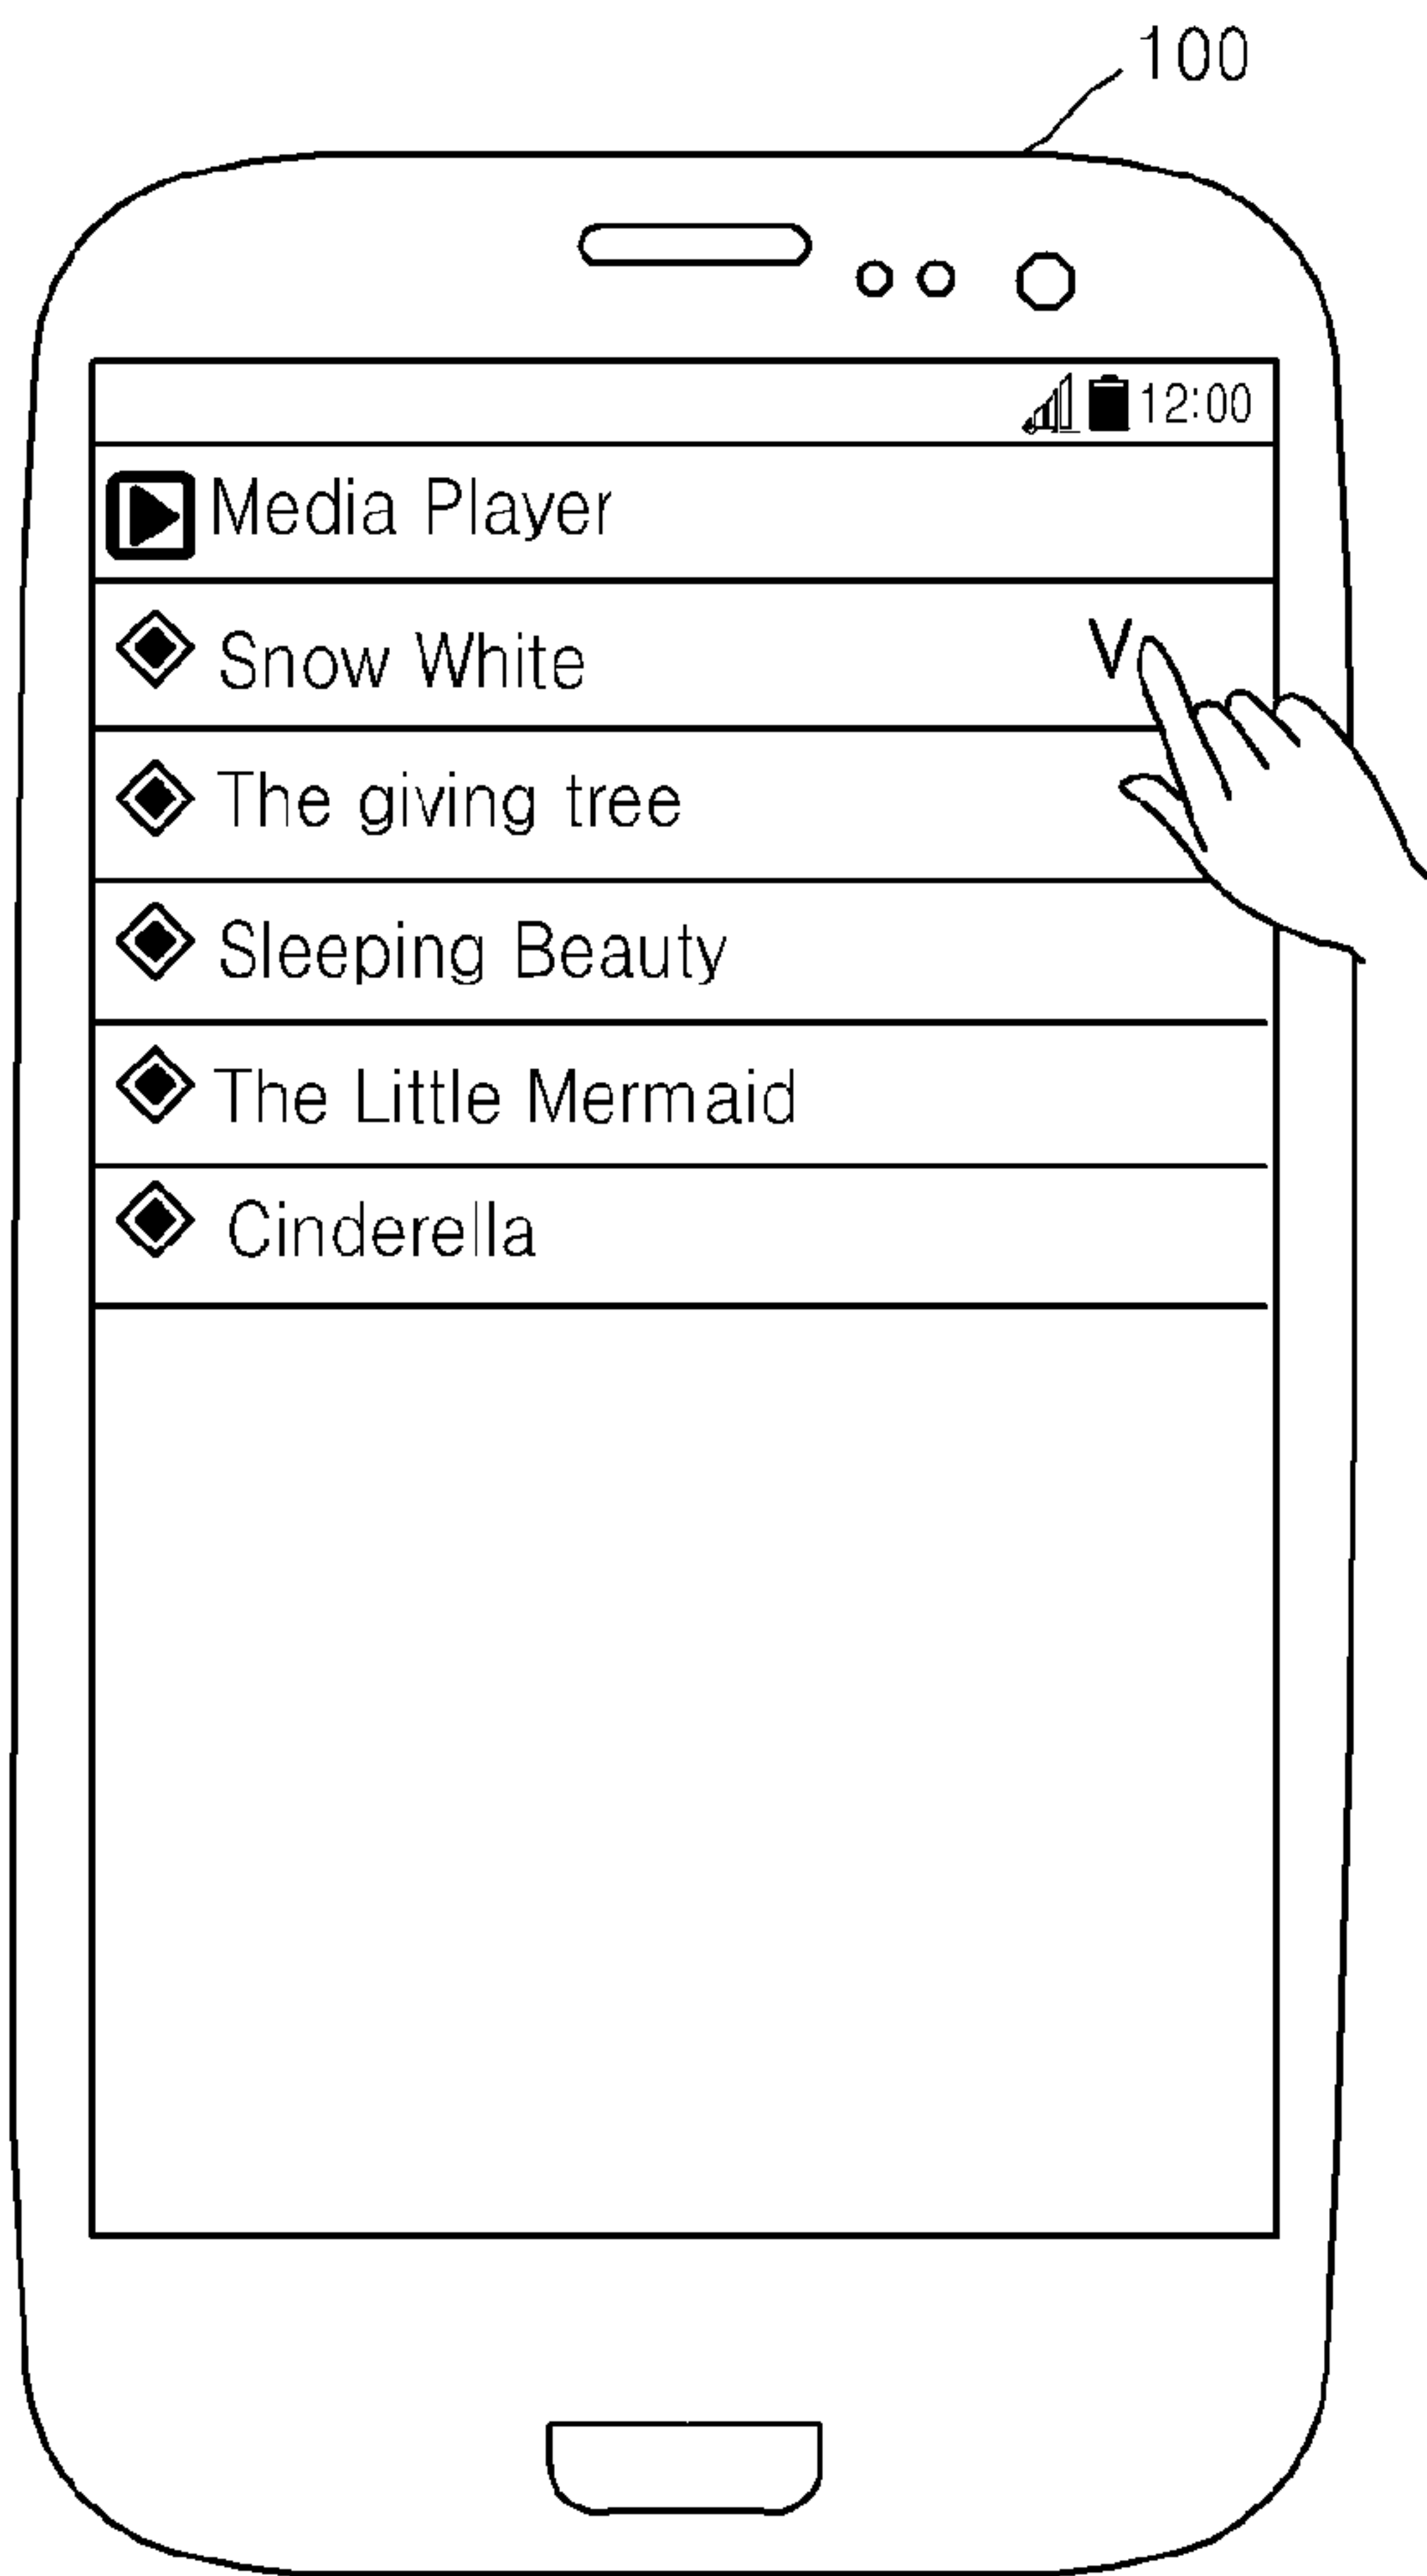 100
12:00
Media Player
Snow White V
The giving tree
Sleeping Beauty
The Little Mermaid
Cinderella